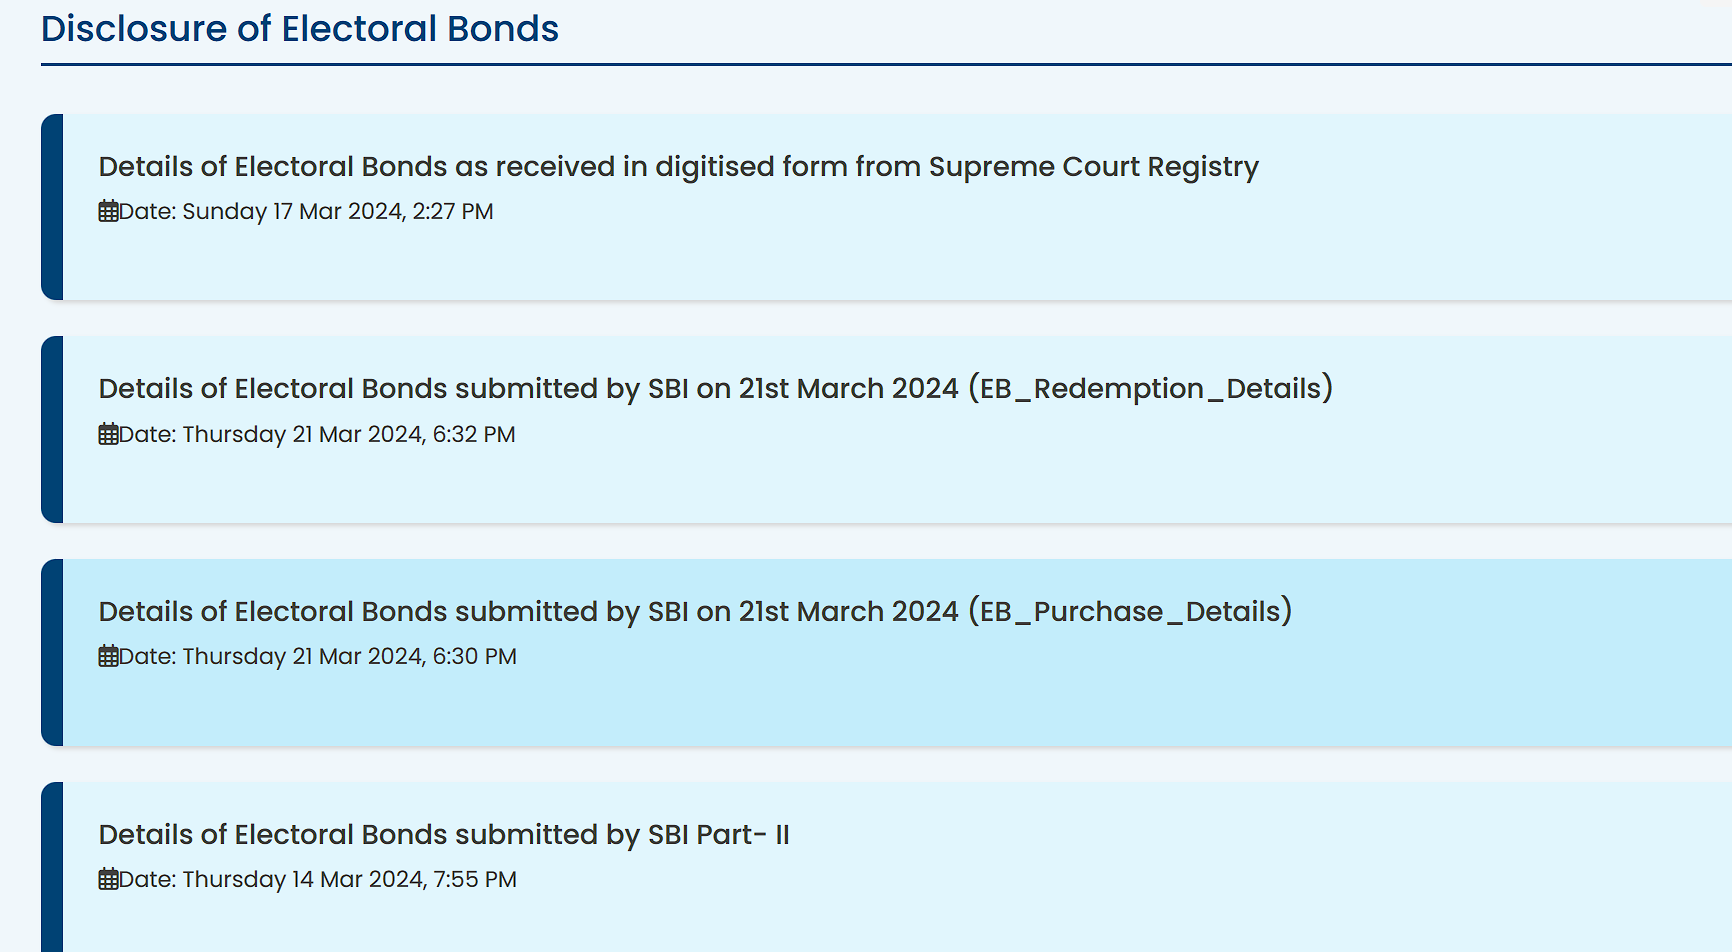 Disclosure of Electoral Bonds
Details of Electoral Bonds as received in digitised form from Supreme Court Registry
Date: Sunday 17 Mar 2024, 2:27 PM
Details of Electoral Bonds submitted by SBI on 21st March 2024 (EB_Redemption_Details)
Date: Thursday 21 Mar 2024, 6:32 PM
Details of Electoral Bonds submitted by SBI on 21st March 2024 (EB_Purchase_Details)
Date: Thursday 21 Mar 2024, 6:30 PM
Details of Electoral Bonds submitted by SBI Part- II
Date: Thursday 14 Mar 2024, 7:55 PM